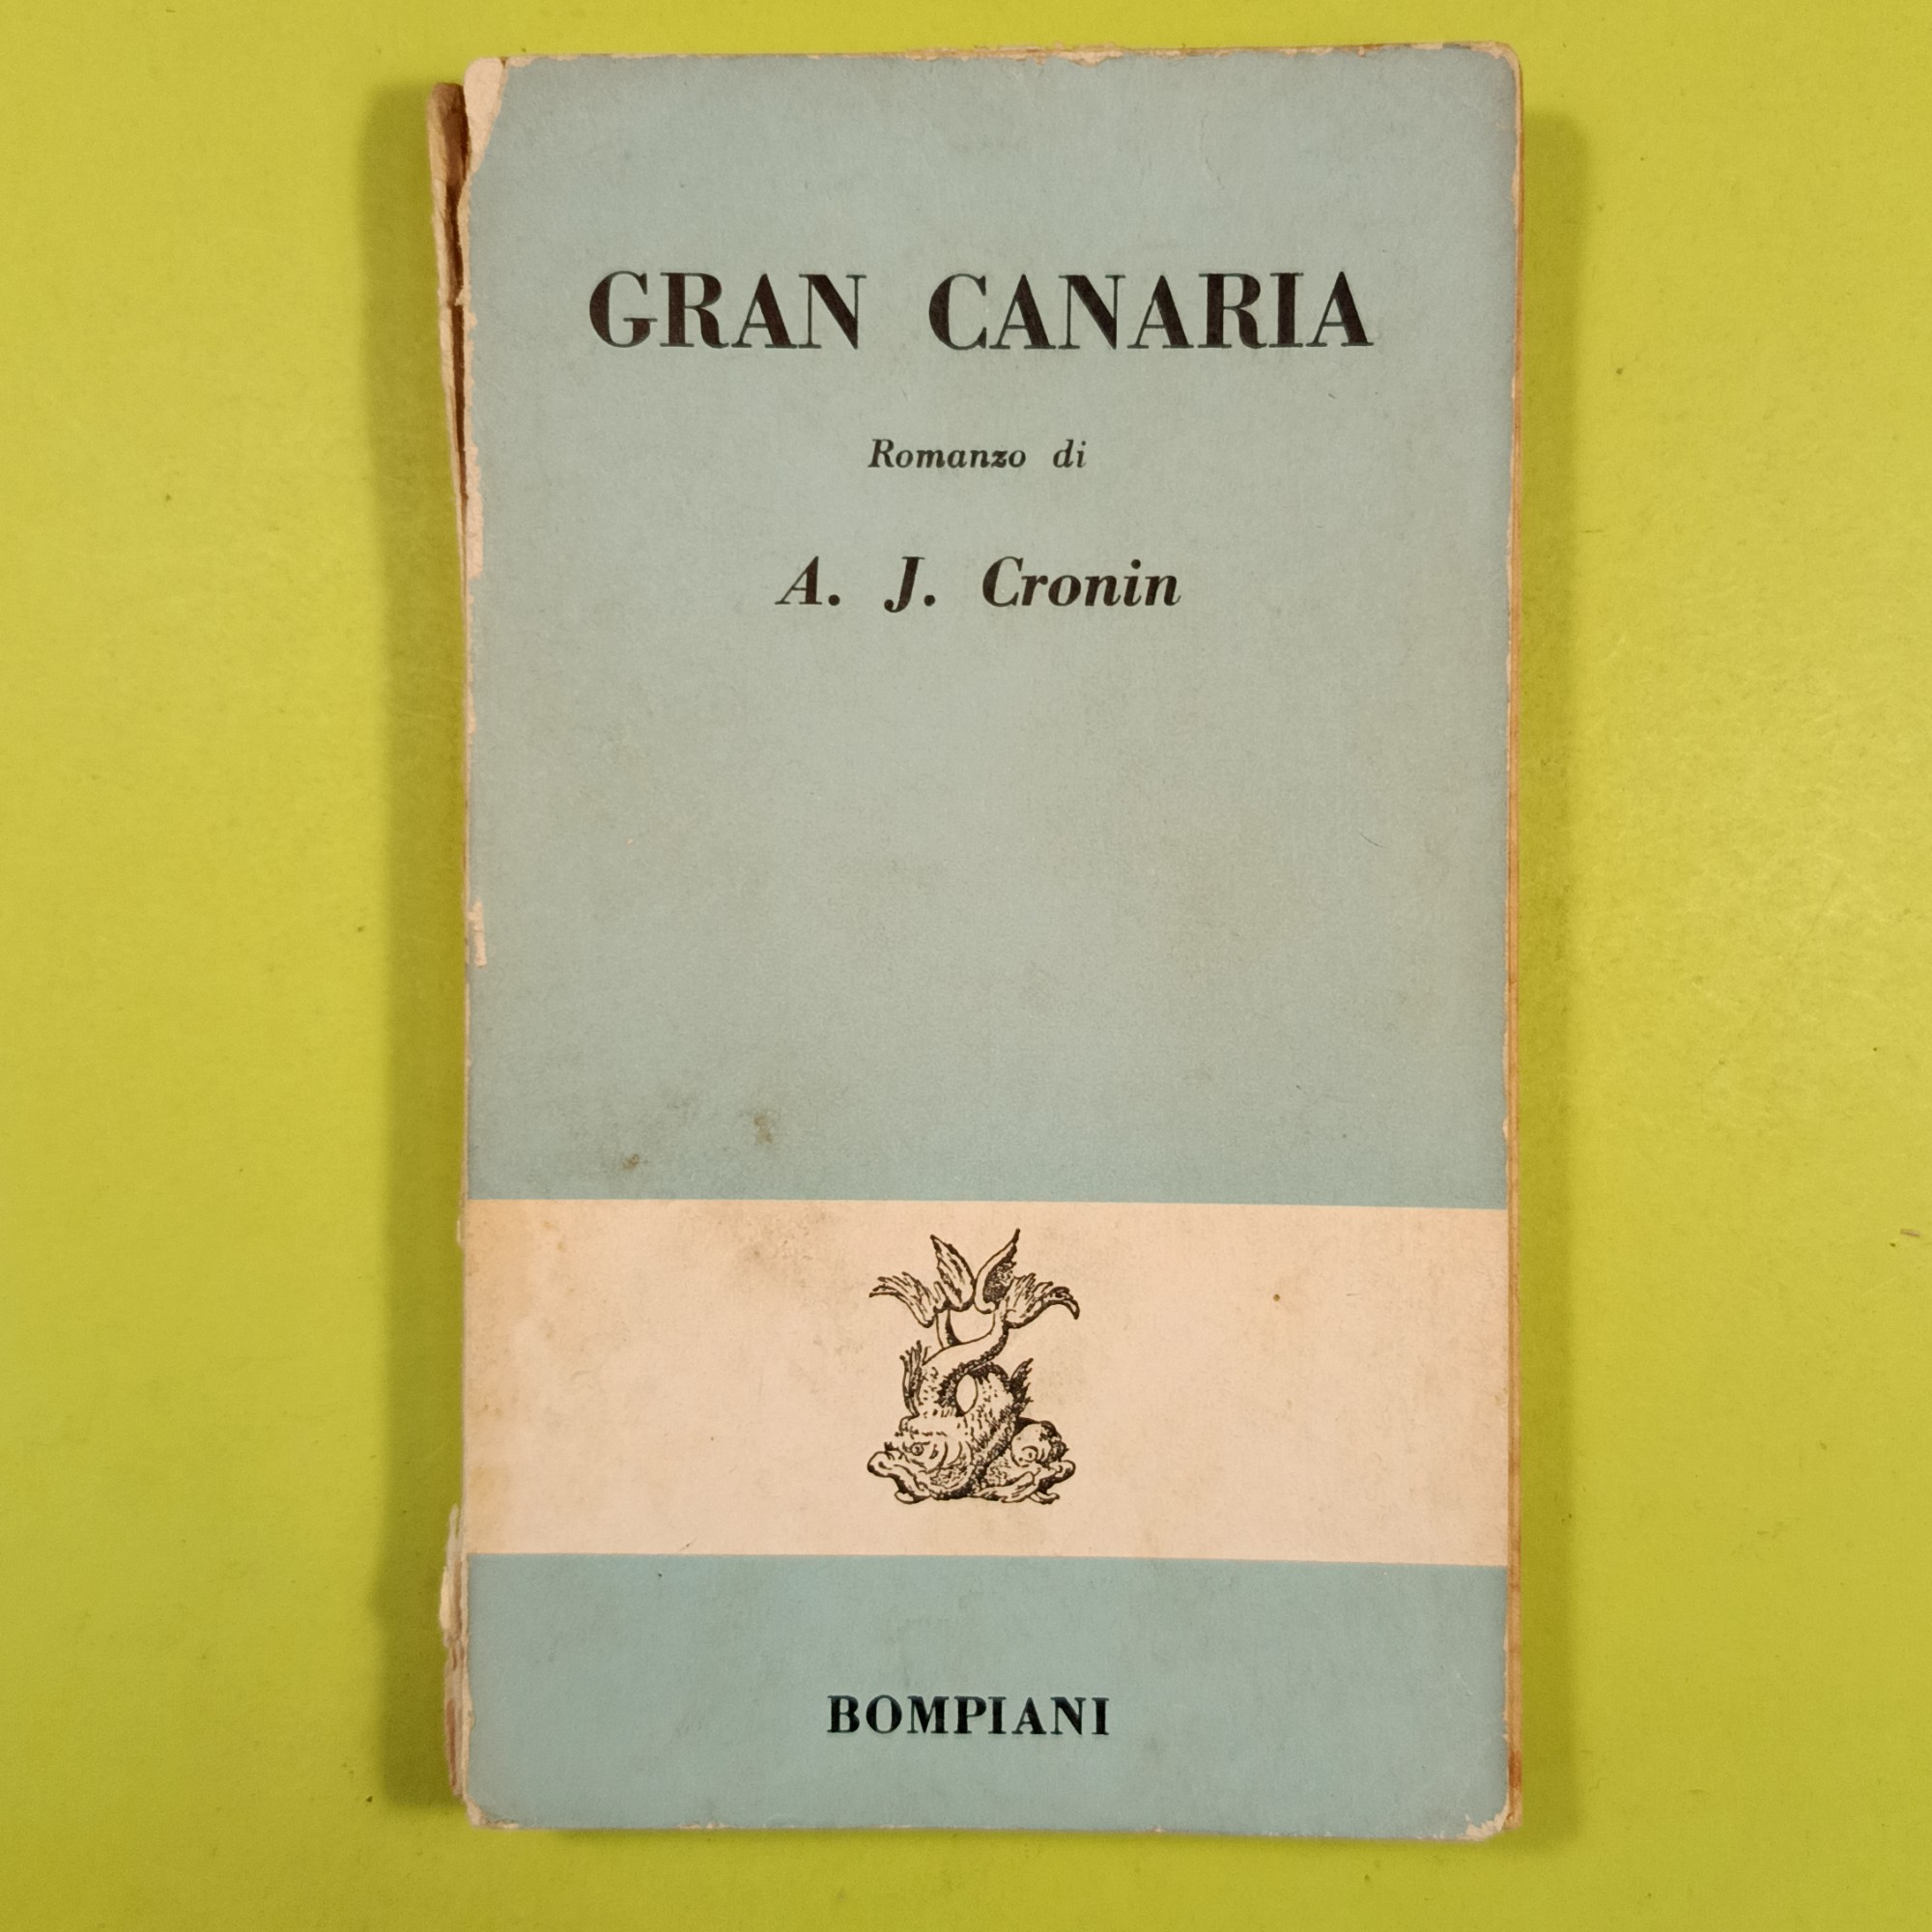 GRAN CANARIA
Romanzo di
A. J. Cronin
BOMPIANI